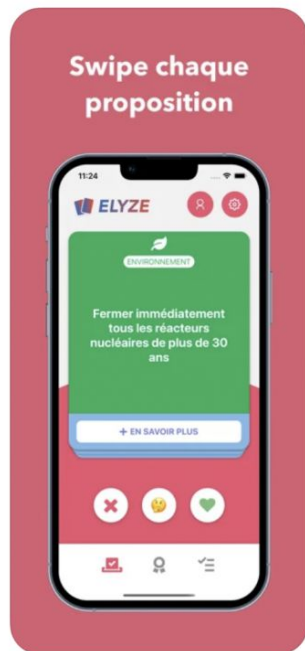 Swipe chaque
proposition
11:24
ELYZE
ENVIRONNEMENT
Fermer immédiatement
tous les réacteurs
nucléaires de plus de 30
ans
+ EN SAVOIR PLUS